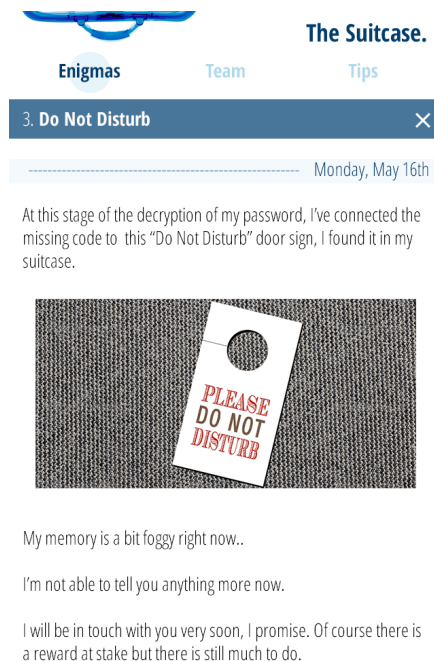 The Suitcase.
Enigmas Team Tips
3. Do Not Disturb
Monday, May 16th
At this stage of the decryption of my password, I've connected the
missing code to this “Do Not Disturb” door sign, I found it in my
suitcase.
PLEASE
DO NOT
DISTURB
My memory is a bit foggy right now..
I'm not able to tell you anything more now.
I will be in touch with you very soon, I promise. Of course there is
a reward at stake but there is still much to do.